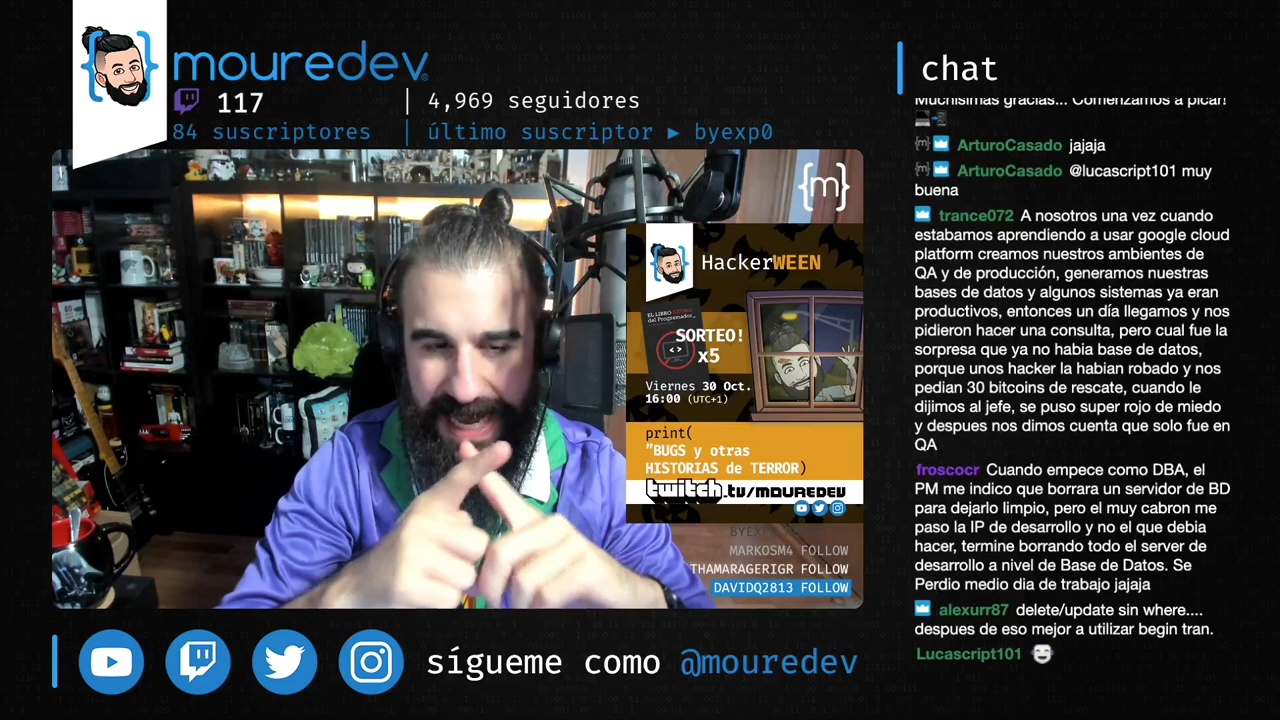 mouredev
117
4,969 seguidores
84 suscriptores
último suscriptor ▶ byexp0
{m}
HackerWEEN
EL LIBRO NEGRO
del Programador_
SORTEO!
x5
Viernes 30 Oct.
16:00 (UTC+1)
print(
"BUGS y otras
HISTORIAS de TERROR)
twitch.tv/MOUREDEV
MARKOSM4 FOLLOW
THAMARAGERIGR FOLLOW
DAVIDQ2813 FOLLOW
sígueme como @mouredev
chat
Muchísimas gracias... Comenzamos a picar!
ArturoCasado jajaja
ArturoCasado @lucascript101 muy
buena
trance072 A nosotros una vez cuando
estabamos aprendiendo a usar google cloud
platform creamos nuestros ambientes de
QA y de producción, generamos nuestras
bases de datos y algunos sistemas ya eran
productivos, entonces un día llegamos y nos
pidieron hacer una consulta, pero cual fue la
sorpresa que ya no habia base de datos,
porque unos hacker la habian robado y nos
pedian 30 bitcoins de rescate, cuando le
dijimos al jefe, se puso super rojo de miedo
y despues nos dimos cuenta que solo fue en
QA
froscocr Cuando empece como DBA, el
PM me indico que borrara un servidor de BD
para dejarlo limpio, pero el muy cabron me
paso la IP de desarrollo y no el que debia
hacer, termine borrando todo el server de
desarrollo a nivel de Base de Datos. Se
Perdio medio dia de trabajo jajaja
alexurr87 delete/update sin where....
despues de eso mejor a utilizar begin tran.
Lucascript101